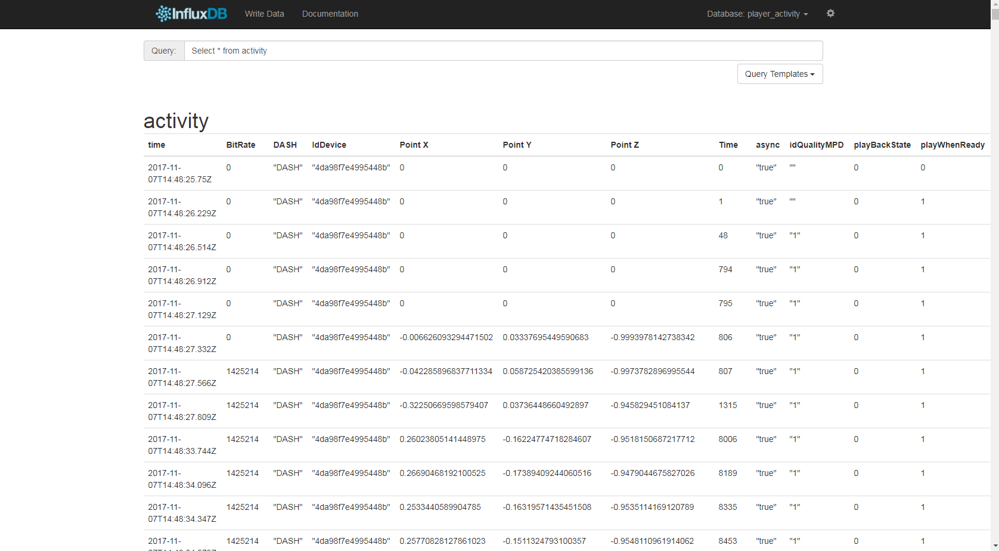 InfluxDB Write Data Documentation Database: player_activity
Query: Select * from activity
Query Templates
activity
time BitRate DASH IdDevice Point X Point Y Point Z Time async idQualityMPD playBackState playWhenReady
2017-11- 0 "DASH" "4da98f7e4995448b" 0 0 0 0 "true" "" 0 0
07T14:48:25.75Z
2017-11- 0 "DASH" "4da98f7e4995448b" 0 0 0 1 "true" "" 0 1
07T14:48:26.229Z
2017-11- 0 "DASH" "4da98f7e4995448b" 0 0 0 48 "true" "1" 0 1
07T14:48:26.514Z
2017-11- 0 "DASH" "4da98f7e4995448b" 0 0 0 794 "true" "1" 0 1
07T14:48:26.912Z
2017-11- 0 "DASH" "4da98f7e4995448b" 0 0 0 795 "true" "1" 0 1
07T14:48:27.129Z
2017-11- 0 "DASH" "4da98f7e4995448b" -0.006626093294471502 0.03337695449590683 -0.9993978142738342 806 "true" "1" 0 1
07T14:48:27.332Z
2017-11- 1425214 "DASH" "4da98f7e4995448b" -0.042285896837711334 0.058725420385599136 -0.9973782896995544 807 "true" "1" 0 1
07T14:48:27.566Z
2017-11- 1425214 "DASH" "4da98f7e4995448b" -0.32250669598579407 0.03736448660492897 -0.945829451084137 1315 "true" "1" 0 1
07T14:48:27.809Z
2017-11- 1425214 "DASH" "4da98f7e4995448b" 0.26023805141448975 -0.16224774718284607 -0.9518150687217712 8006 "true" "1" 0 1
07T14:48:33.744Z
2017-11- 1425214 "DASH" "4da98f7e4995448b" 0.26690468192100525 -0.17389409244060516 -0.9479044675827026 8189 "true" "1" 0 1
07T14:48:34.096Z
2017-11- 1425214 "DASH" "4da98f7e4995448b" 0.2533440589904785 -0.16319571435451508 -0.9535114169120789 8335 "true" "1" 0 1
07T14:48:34.347Z
2017-11- 1425214 "DASH" "4da98f7e4995448b" 0.25770828127861023 -0.1511324793100357 -0.9548110961914062 8453 "true" "1" 0 1